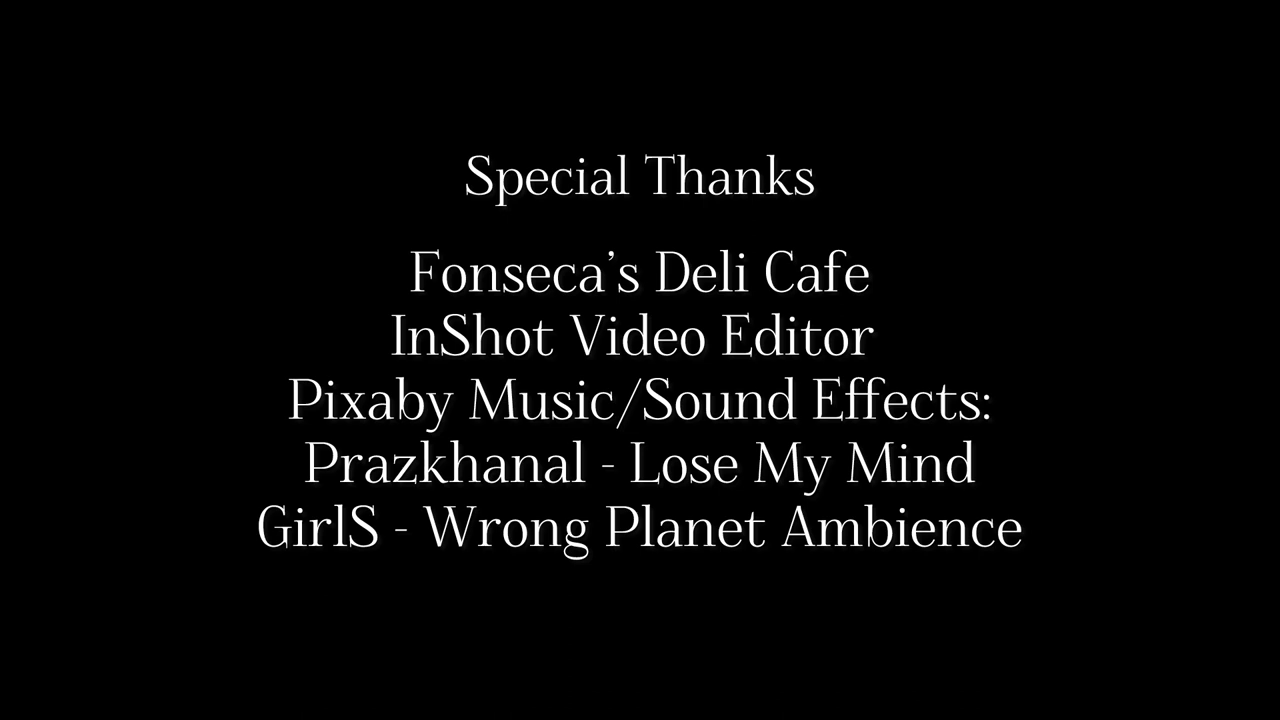 Special Thanks
Fonseca’s Deli Cafe
InShot Video Editor
Pixaby Music/Sound Effects:
Prazkhanal - Lose My Mind
GirlS - Wrong Planet Ambience